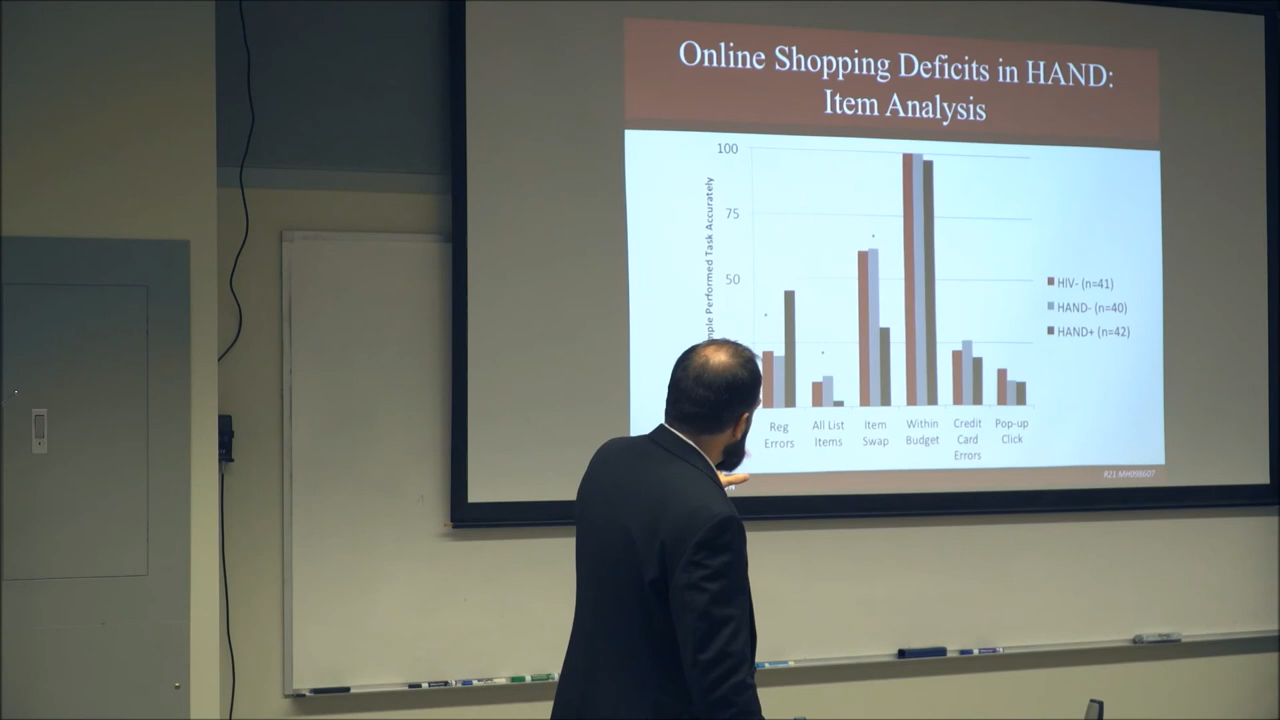 Online Shopping Deficits in HAND:
Item Analysis
100
75
50
Performed Task Accurately
HIV- (n=41)
HAND- (n=40)
HAND+ (n=42)
Reg
Errors
All List
Items
Item
Swap
Within
Budget
Credit
Card
Errors
Pop-up
Click
R21 MH098607